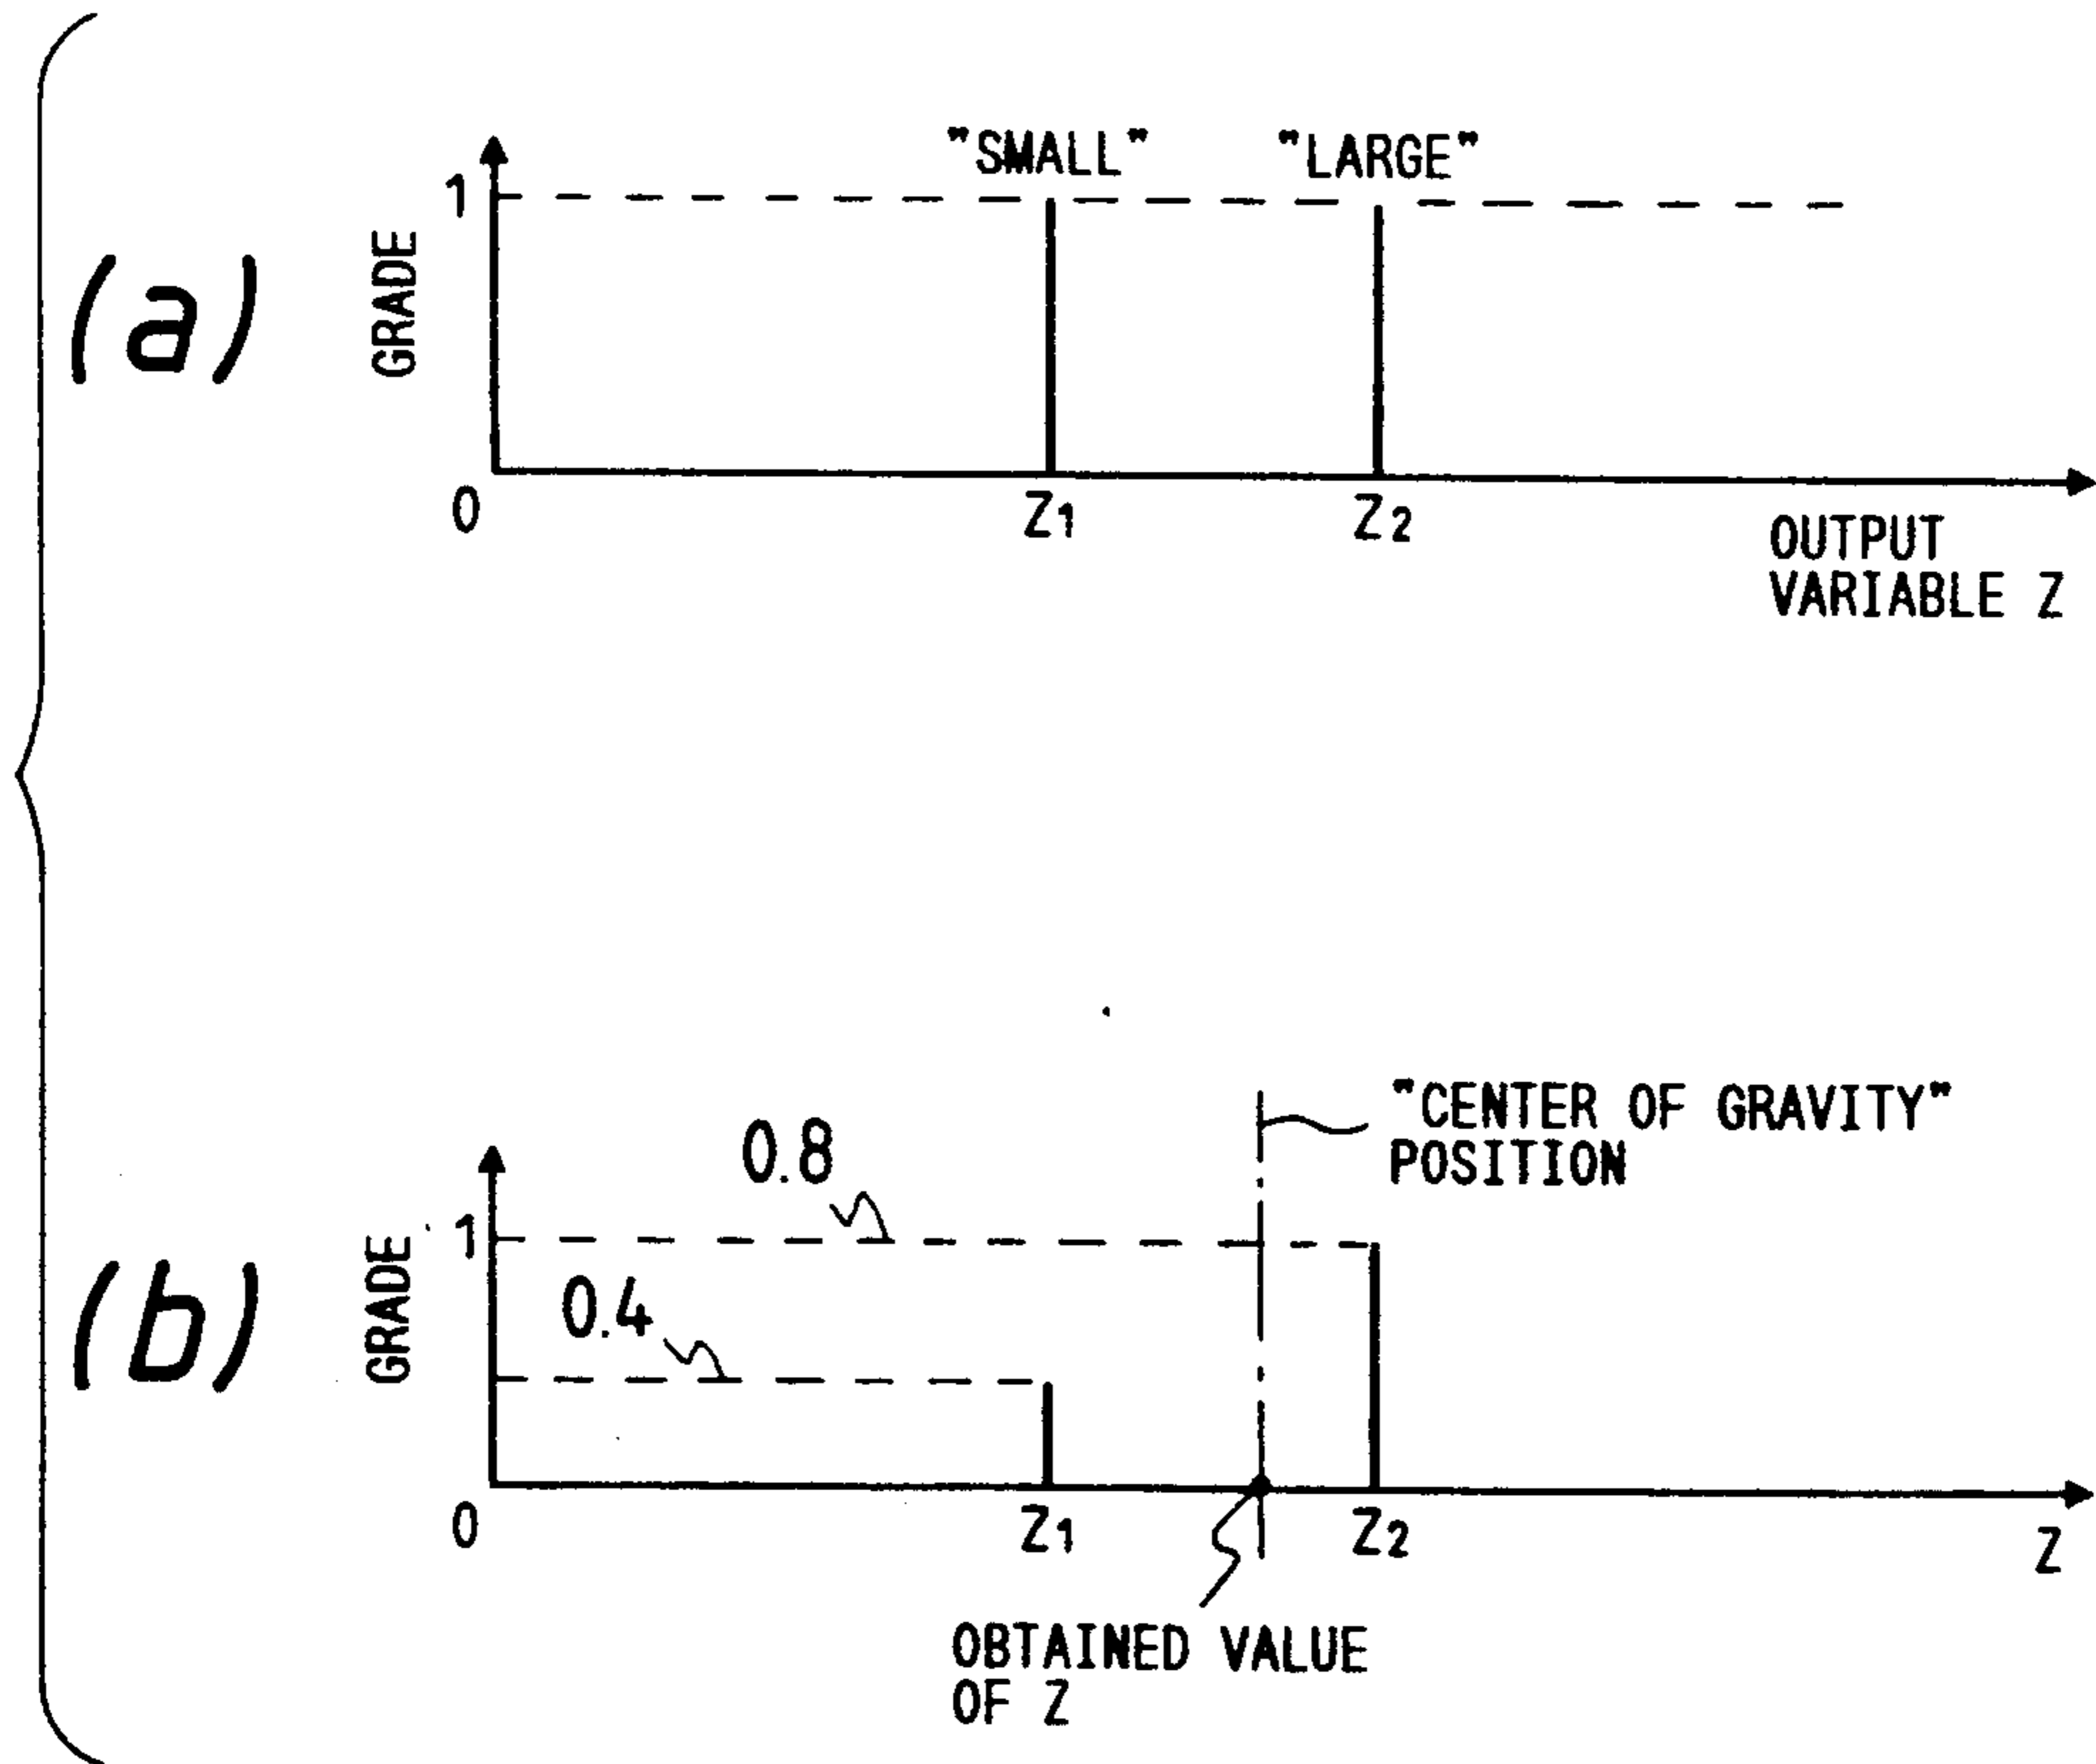 (a)
"SMALL" "LARGE"
1
GRADE
0
Z1
Z2
OUTPUT
VARIABLE Z
(b)
"CENTER OF GRAVITY"
POSITION
0.8
1
GRADE
0.4
0
Z1
Z2
Z
OBTAINED VALUE
OF Z